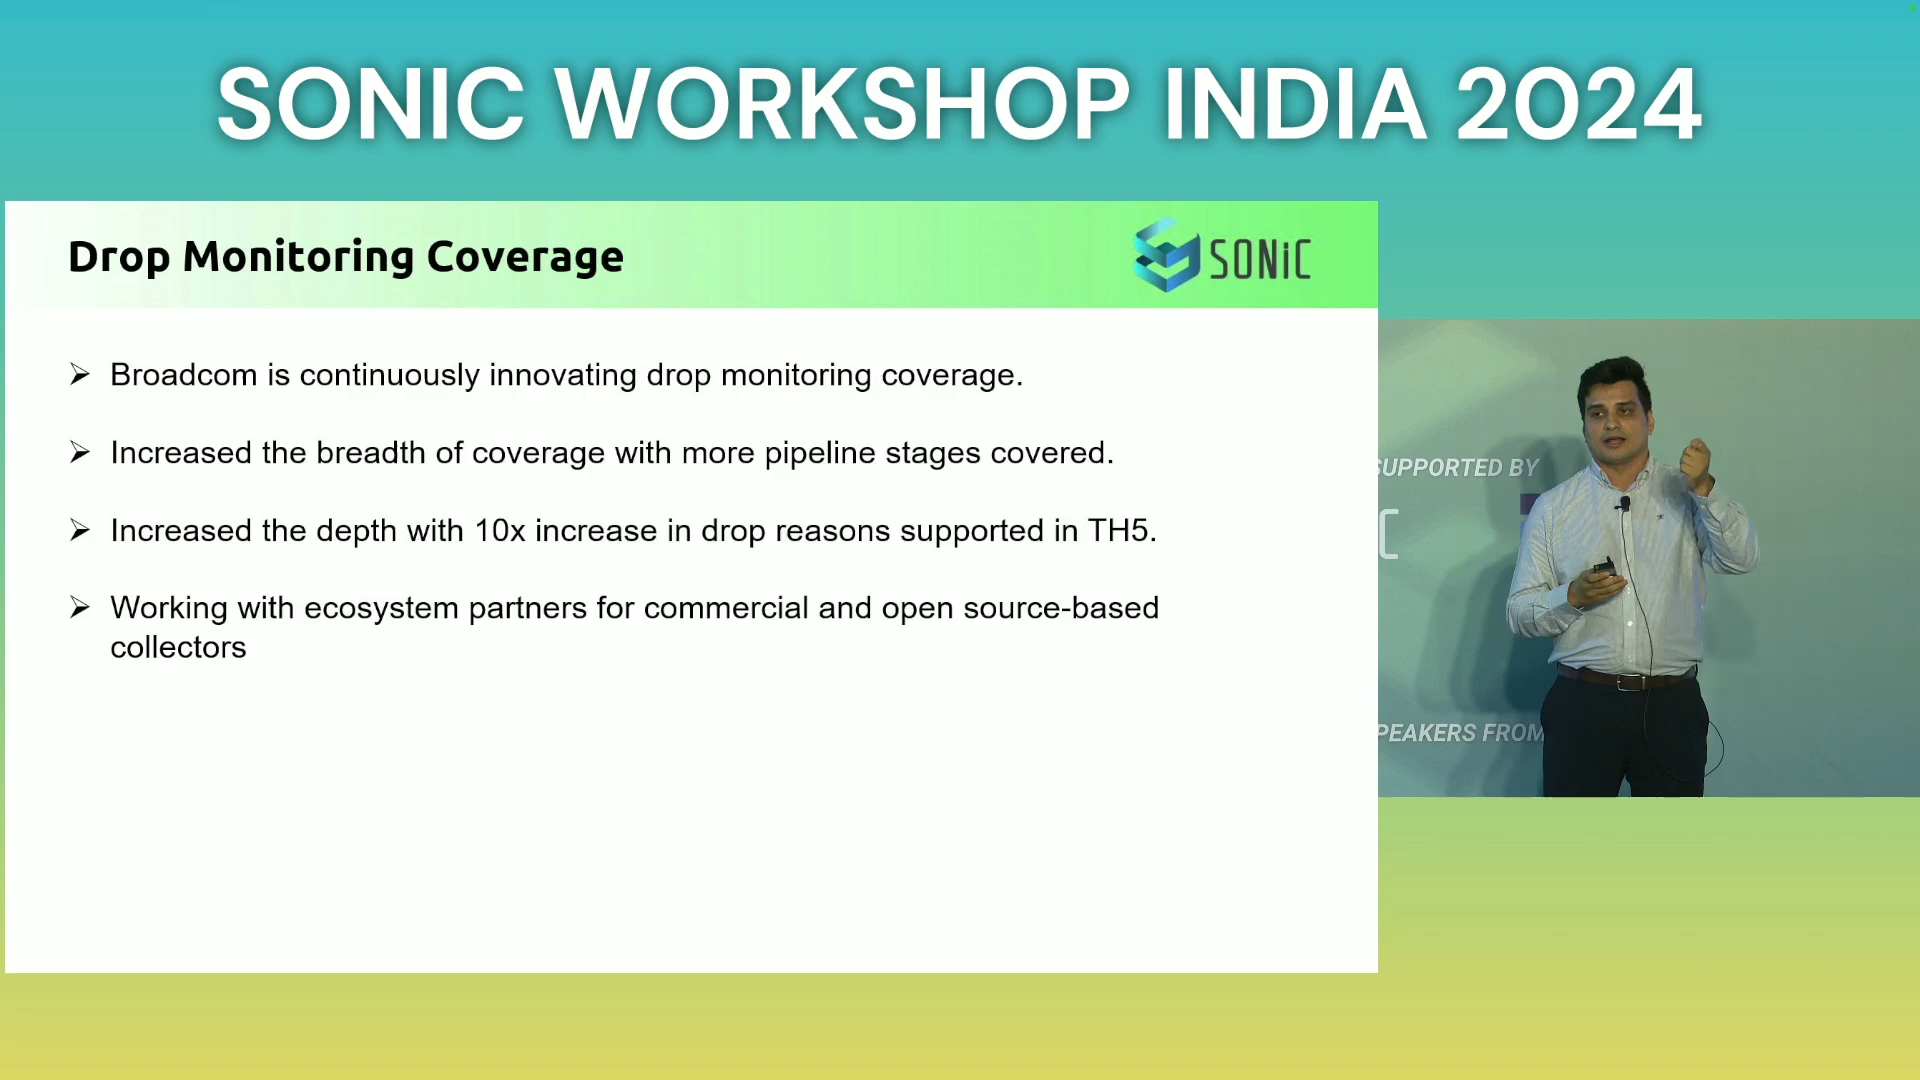 SONIC WORKSHOP INDIA 2024
Drop Monitoring Coverage
SONiC
➢ Broadcom is continuously innovating drop monitoring coverage.
➢ Increased the breadth of coverage with more pipeline stages covered.
➢ Increased the depth with 10x increase in drop reasons supported in TH5.
➢ Working with ecosystem partners for commercial and open source-based
collectors
SUPPORTED BY
C
PEAKERS FROM